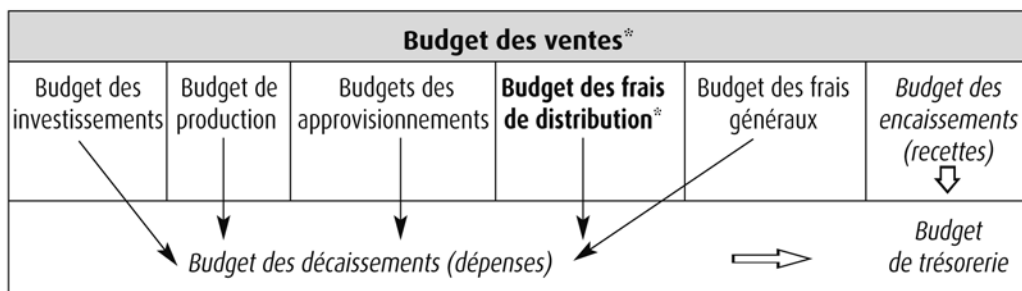 Budget des ventes*
Budget des
investissements
Budget de
production
Budgets des
approvisionnements
Budget des frais
de distribution*
Budget des frais
généraux
Budget des
encaissements
(recettes)
Budget des décaissements (dépenses)
Budget
de trésorerie